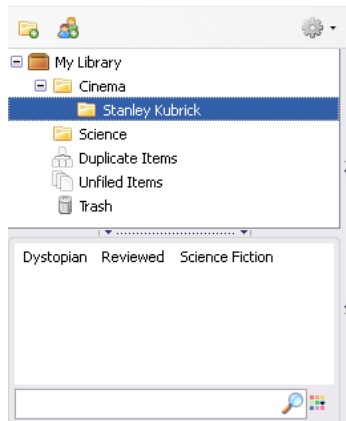 My Library
Cinema
Stanley Kubrick
Science
Duplicate Items
Unfiled Items
Trash
Dystopian Reviewed Science Fiction